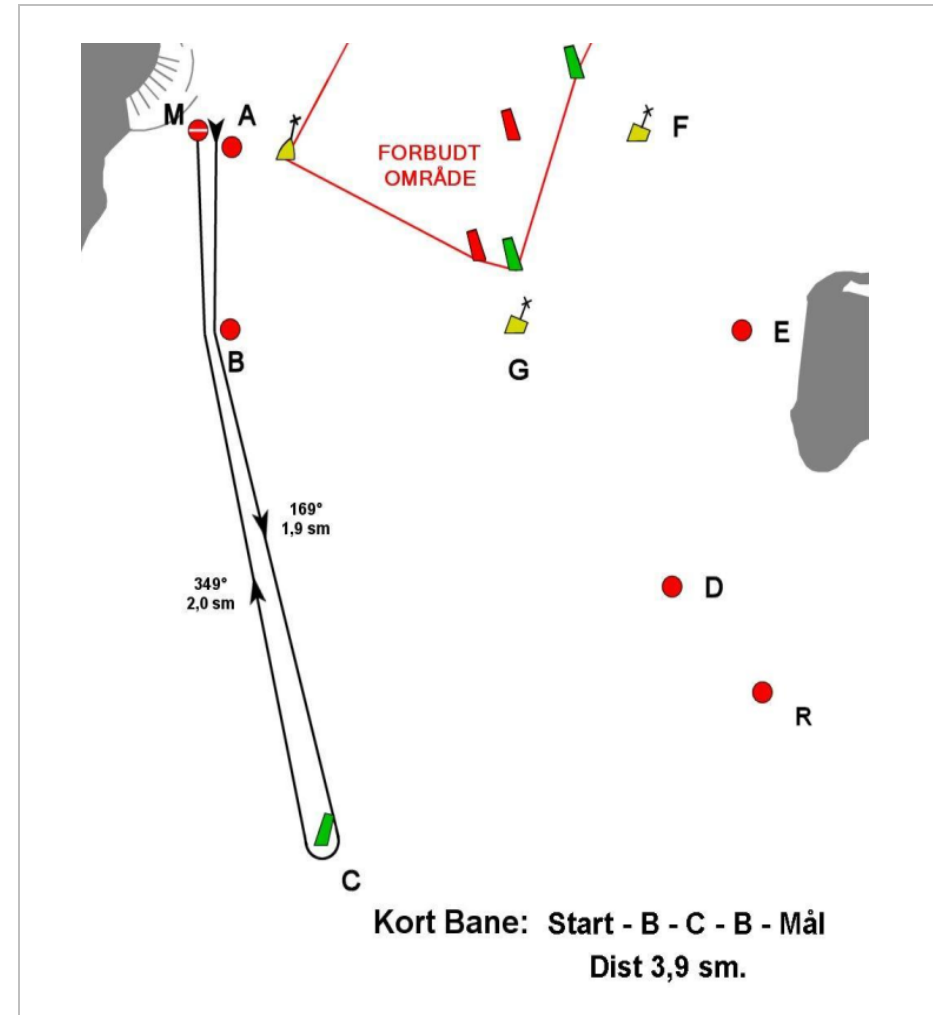 M
A
F
FORBUDT
OMRÅDE
B
G
E
169°
1,9 sm
349°
2,0 sm
D
R
C
Kort Bane: Start - B - C - B - Mål
Dist 3,9 sm.